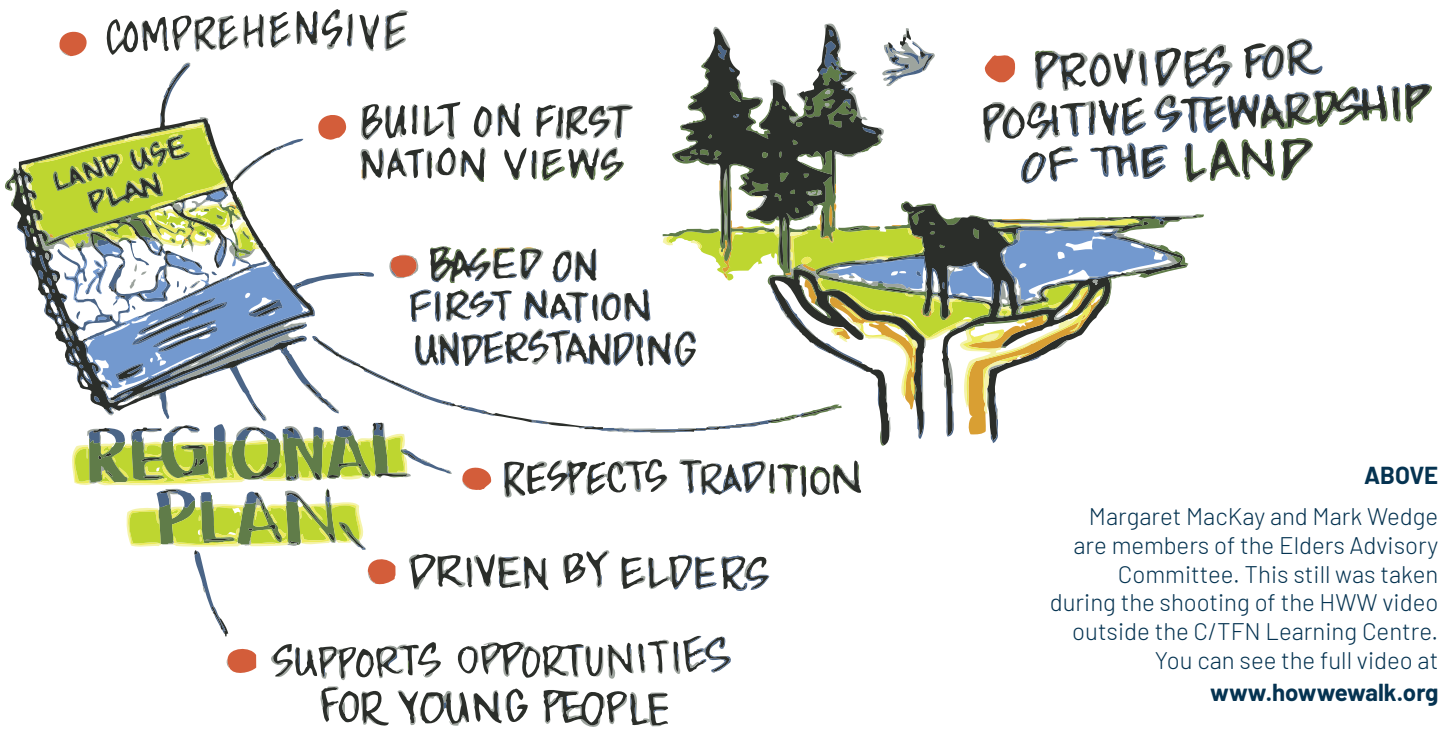 COMPREHENSIVE
BUILT ON FIRST
NATION VIEWS
LAND USE
PLAN
BASED ON
FIRST NATION
UNDERSTANDING
REGIONAL
PLAN
RESPECTS TRADITION
DRIVEN BY ELDERS
SUPPORTS OPPORTUNITIES
FOR YOUNG PEOPLE
PROVIDES FOR
POSITIVE STEWARDSHIP
OF THE LAND
ABOVE
Margaret MacKay and Mark Wedge
are members of the Elders Advisory
Committee. This still was taken
during the shooting of the HWW video
outside the C/TFN Learning Centre.
You can see the full video at
www.howwewalk.org